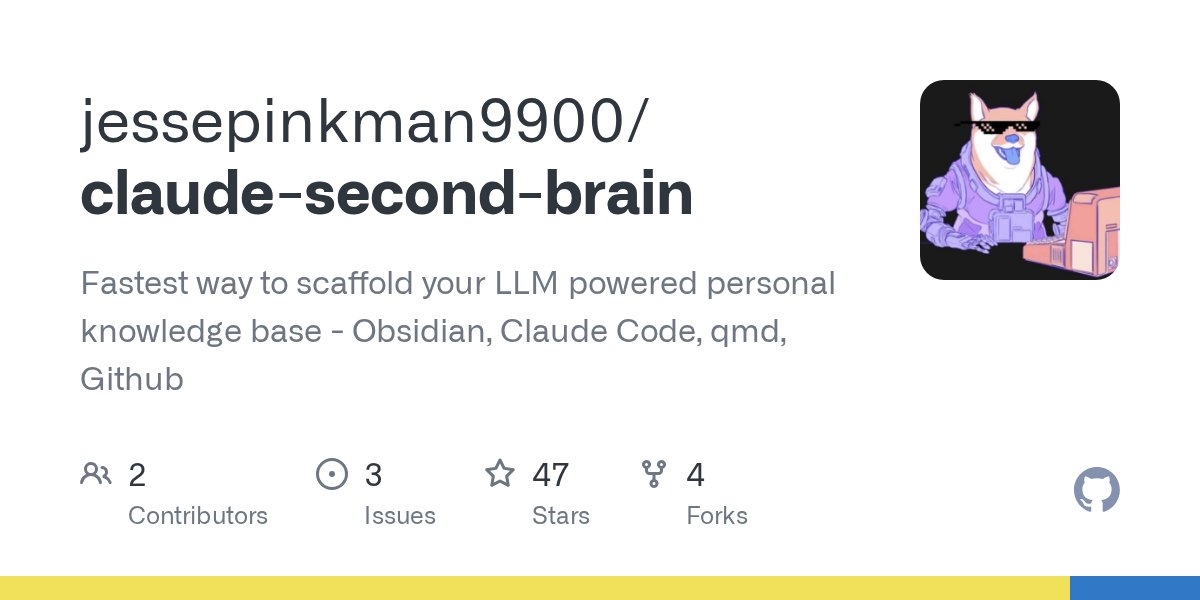 jessepinkman9900/
claude-second-brain
Fastest way to scaffold your LLM powered personal
knowledge base - Obsidian, Claude Code, qmd,
Github
2 3 47 4
Contributors Issues Stars Forks